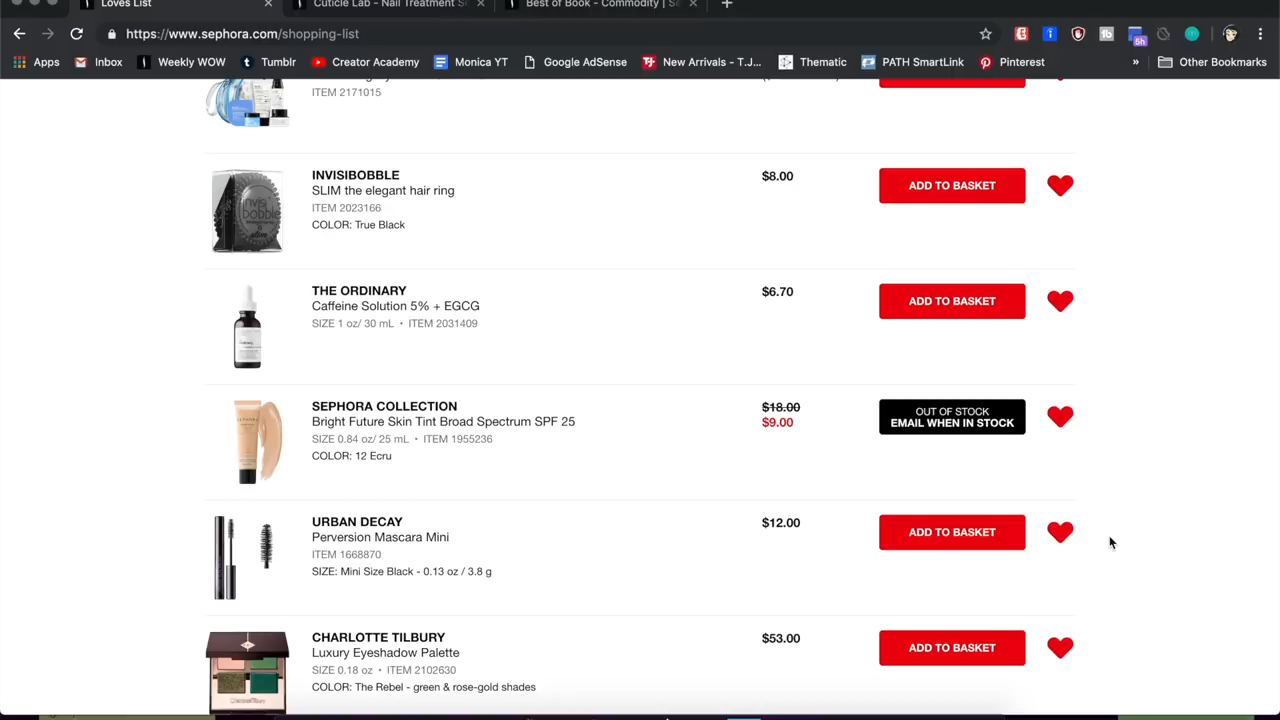 Loves List
Cuticle Lab - Nail Treatment S
Best of Book - Commodity | Se
https://www.sephora.com/shopping-list
5h
Apps
Inbox
Weekly WOW
Tumblr
Creator Academy
Monica YT
Google AdSense
New Arrivals - T.J...
Thematic
PATH SmartLink
Pinterest
»
Other Bookmarks
ITEM 2171015
INVISIBOBBLE
SLIM the elegant hair ring
ITEM 2023166
COLOR: True Black
$8.00
ADD TO BASKET
THE ORDINARY
Caffeine Solution 5% + EGCG
SIZE 1 oz/ 30 mL • ITEM 2031409
$6.70
ADD TO BASKET
SEPHORA COLLECTION
Bright Future Skin Tint Broad Spectrum SPF 25
SIZE 0.84 oz/ 25 mL • ITEM 1955236
COLOR: 12 Ecru
$18.00
$9.00
OUT OF STOCK
EMAIL WHEN IN STOCK
URBAN DECAY
Perversion Mascara Mini
ITEM 1668870
SIZE: Mini Size Black - 0.13 oz / 3.8 g
$12.00
ADD TO BASKET
CHARLOTTE TILBURY
Luxury Eyeshadow Palette
SIZE 0.18 oz • ITEM 2102630
COLOR: The Rebel - green & rose-gold shades
$53.00
ADD TO BASKET